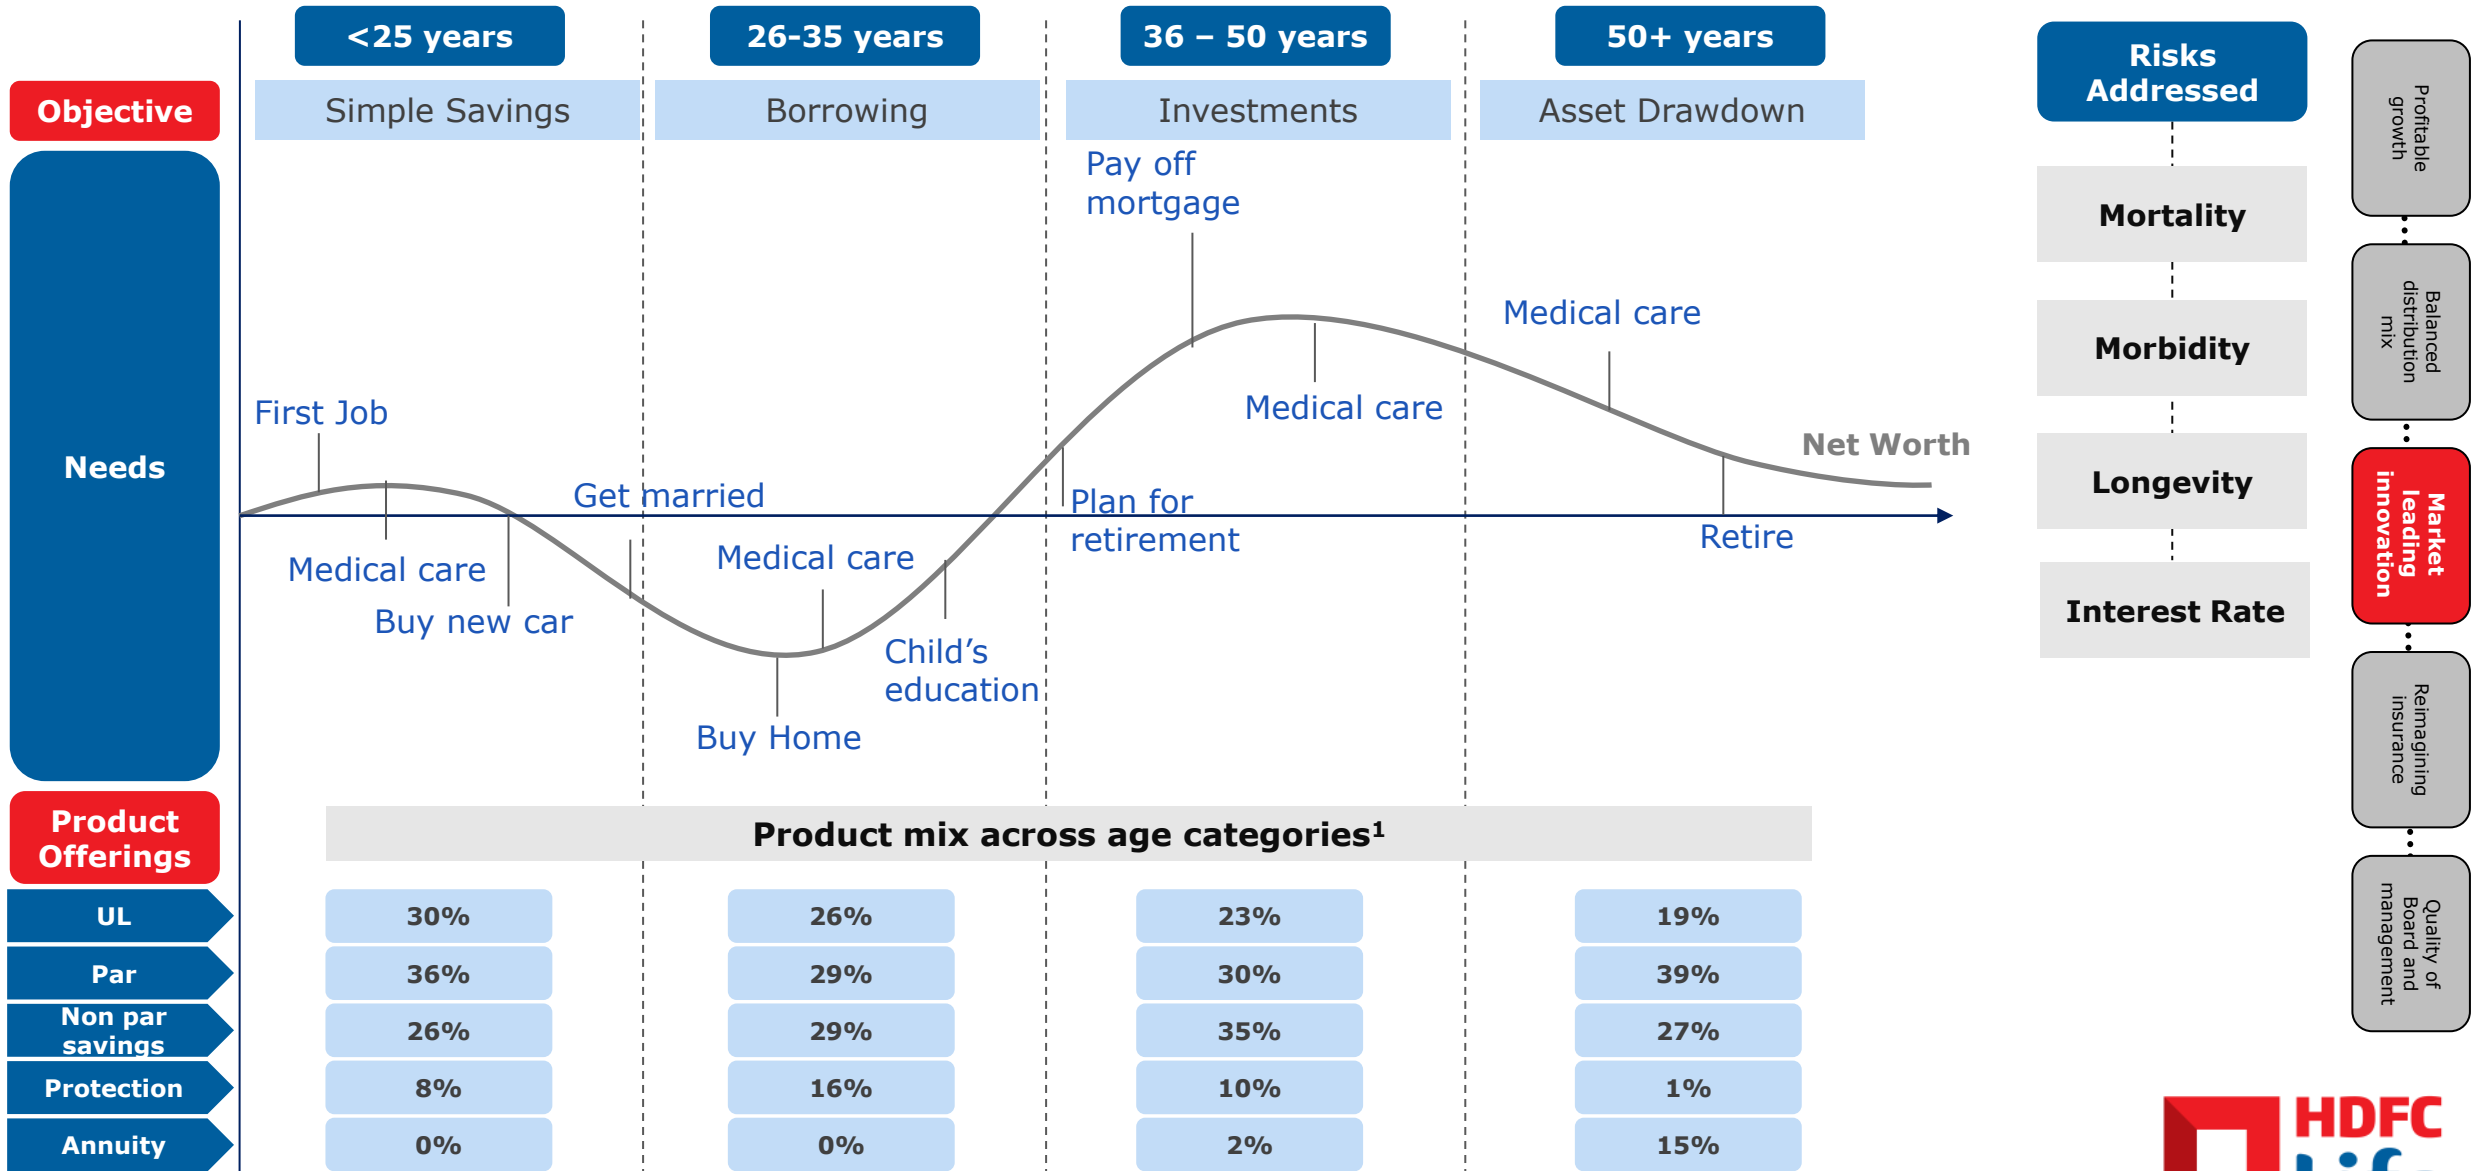 <25 years
26-35 years
36 – 50 years
50+ years
Objective
Simple Savings
Borrowing
Investments
Asset Drawdown
Needs
First Job
Medical care
Buy new car
Get married
Medical care
Buy Home
Child’s
education
Pay off
mortgage
Plan for
retirement
Medical care
Medical care
Net Worth
Retire
Product
Offerings
Product mix across age categories¹
UL
30%
26%
23%
19%
Par
36%
29%
30%
39%
Non par
savings
26%
29%
35%
27%
Protection
8%
16%
10%
1%
Annuity
0%
0%
2%
15%
Risks
Addressed
Mortality
Morbidity
Longevity
Interest Rate
Profitable
growth
Balanced
distribution
mix
Market
leading
innovation
Reimagining
insurance
Quality of
Board and
management
HDFC
Life